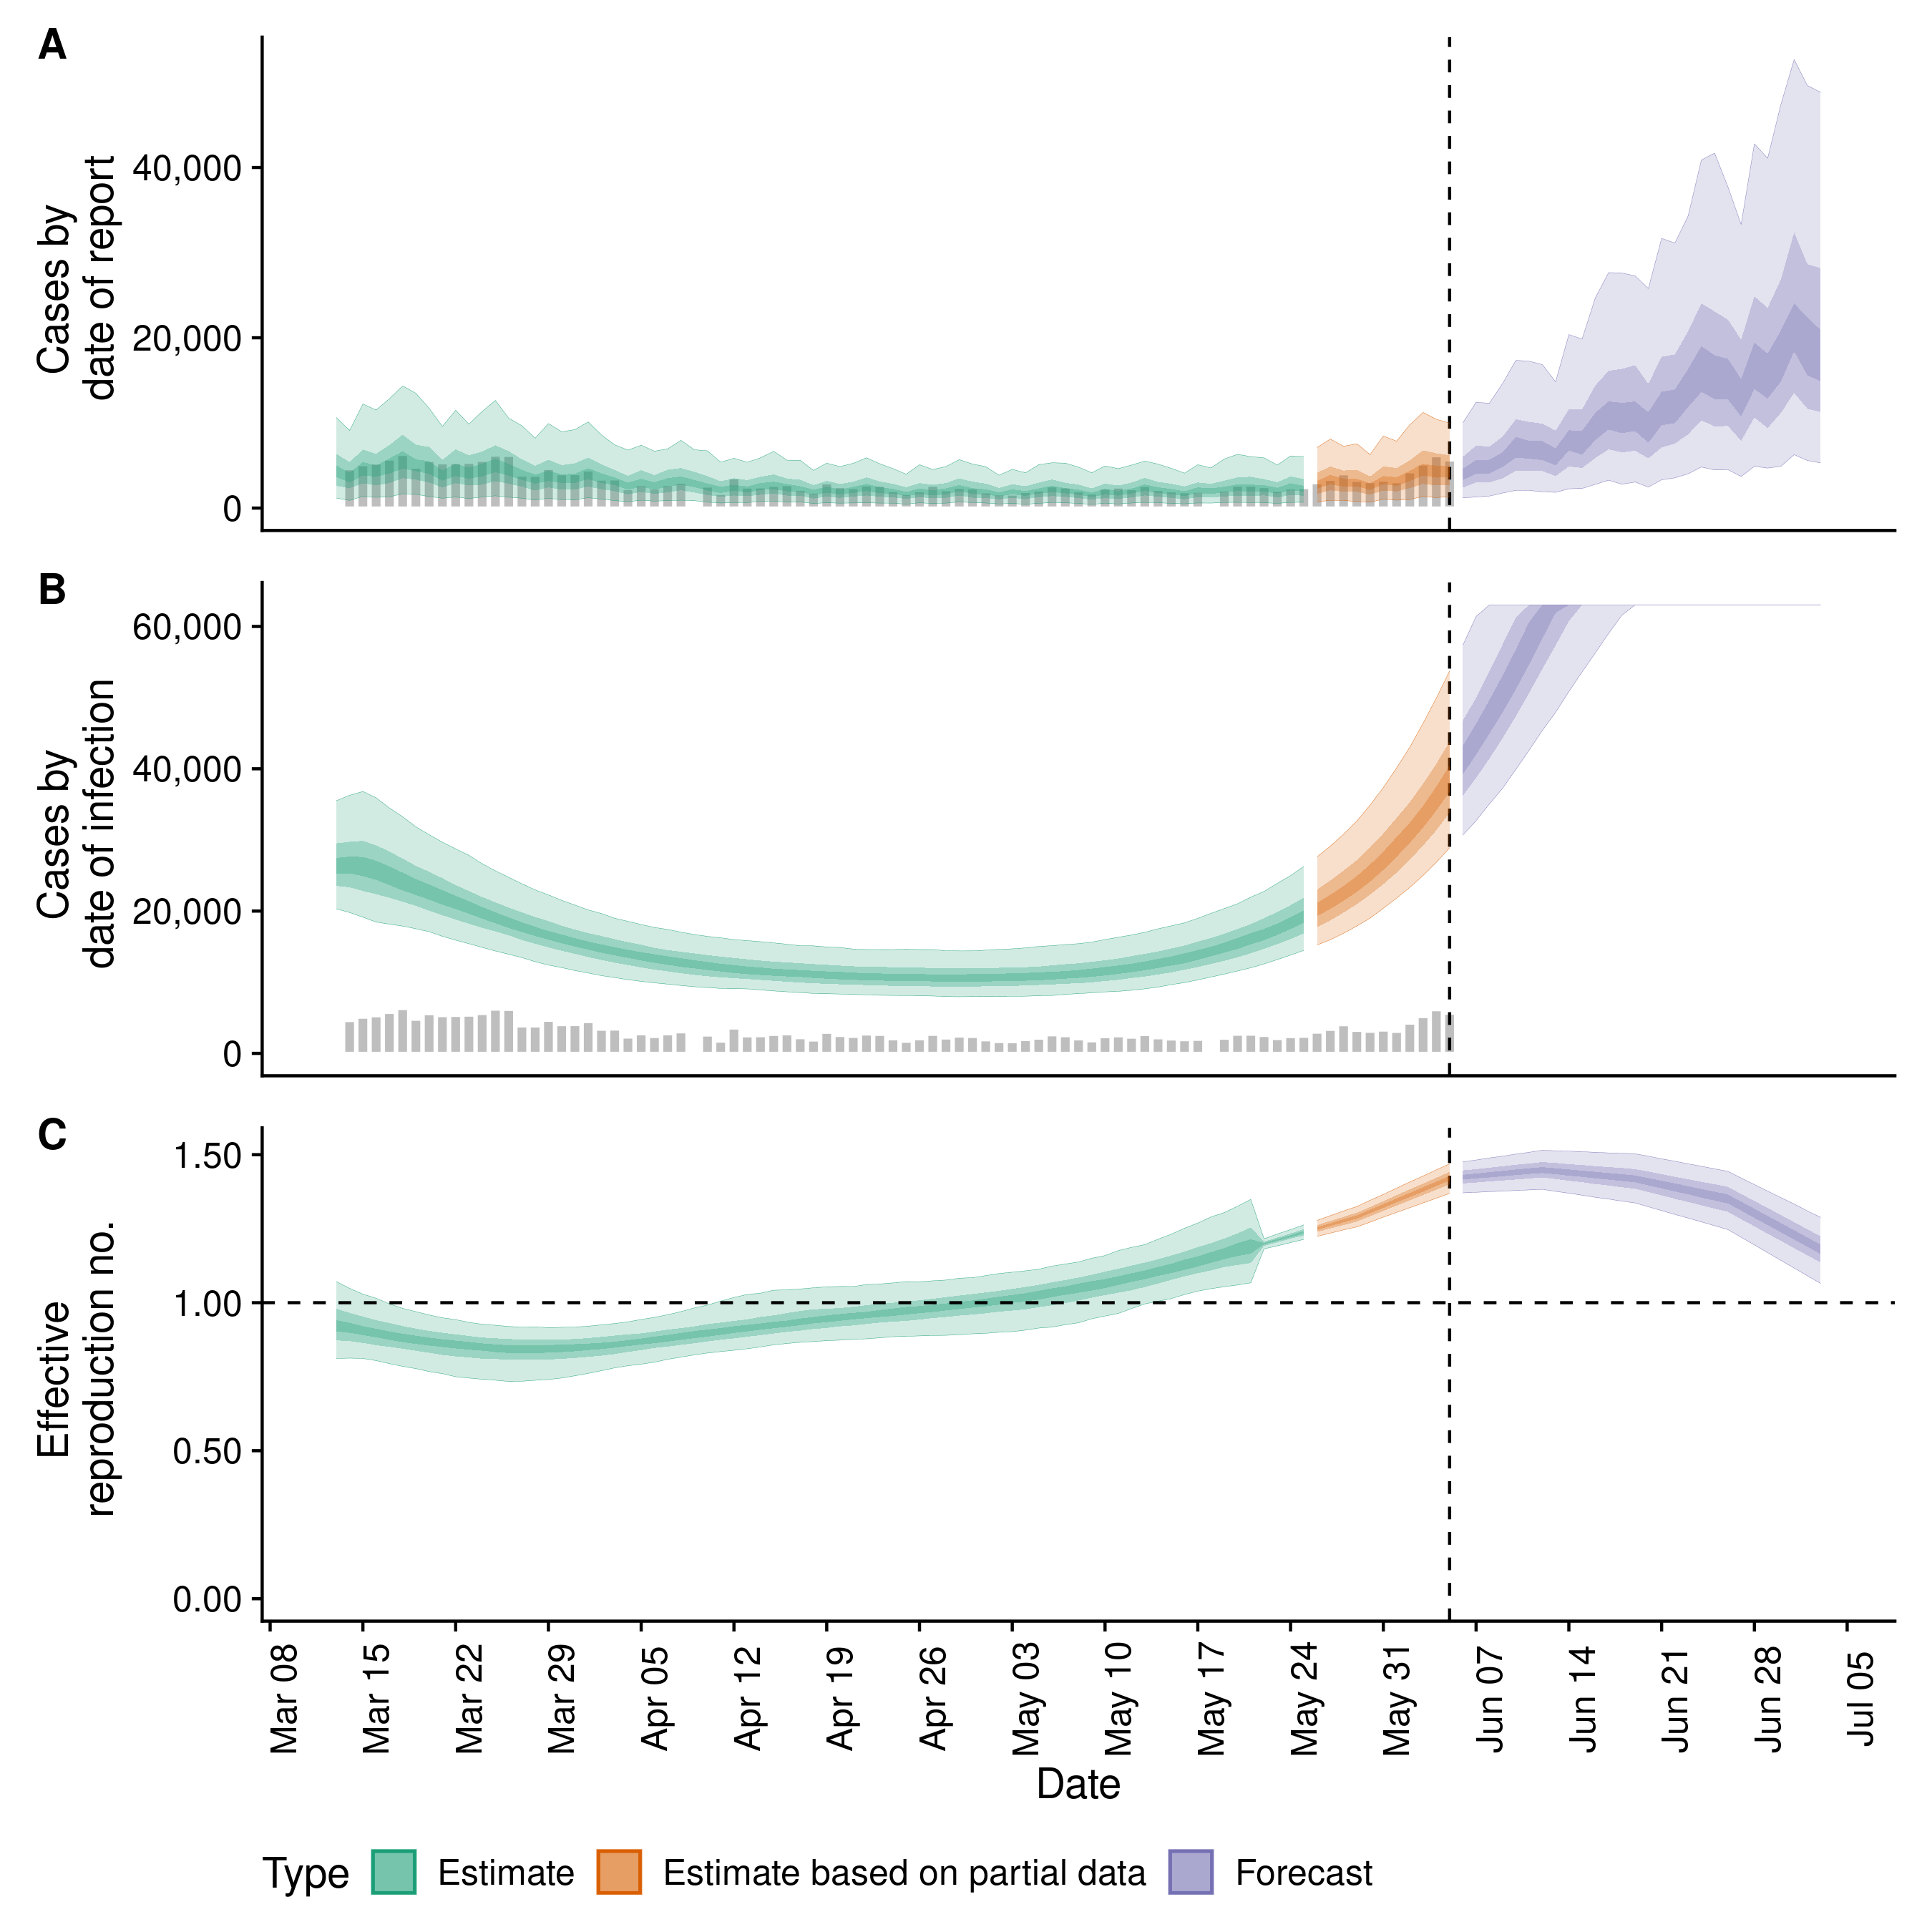 A
Cases by
date of report
40,000
20,000
0
B
Cases by
date of infection
60,000
40,000
20,000
0
C
Effective
reproduction no.
1.50
1.00
0.50
0.00
Mar 08
Mar 15
Mar 22
Mar 29
Apr 05
Apr 12
Apr 19
Apr 26
May 03
May 10
May 17
May 24
May 31
Jun 07
Jun 14
Jun 21
Jun 28
Jul 05
Date
Type Estimate Estimate based on partial data Forecast